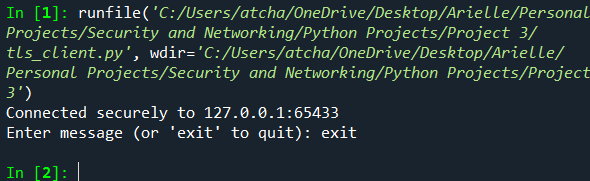 In [1]: runfile('C:/Users/atcha/OneDrive/Desktop/Arielle/Personal
Projects/Security and Networking/Python Projects/Project 3/
tls_client.py', wdir='C:/Users/atcha/OneDrive/Desktop/Arielle/
Personal Projects/Security and Networking/Python Projects/Project
3')
Connected securely to 127.0.0.1:65433
Enter message (or 'exit' to quit): exit
In [2]: